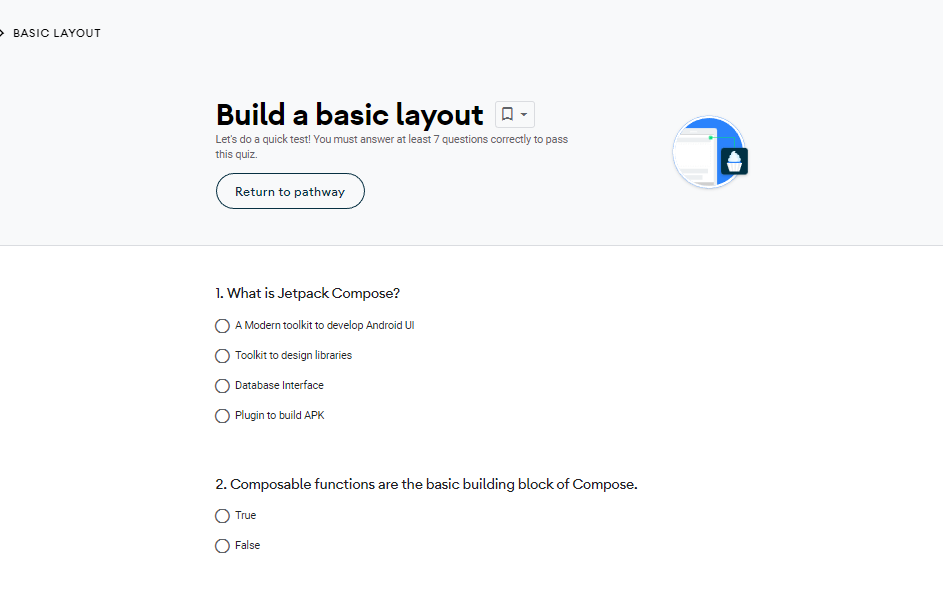 BASIC LAYOUT
Build a basic layout
Let's do a quick test! You must answer at least 7 questions correctly to pass
this quiz.
Return to pathway
1. What is Jetpack Compose?
A Modern toolkit to develop Android UI
Toolkit to design libraries
Database Interface
Plugin to build APK
2. Composable functions are the basic building block of Compose.
True
False